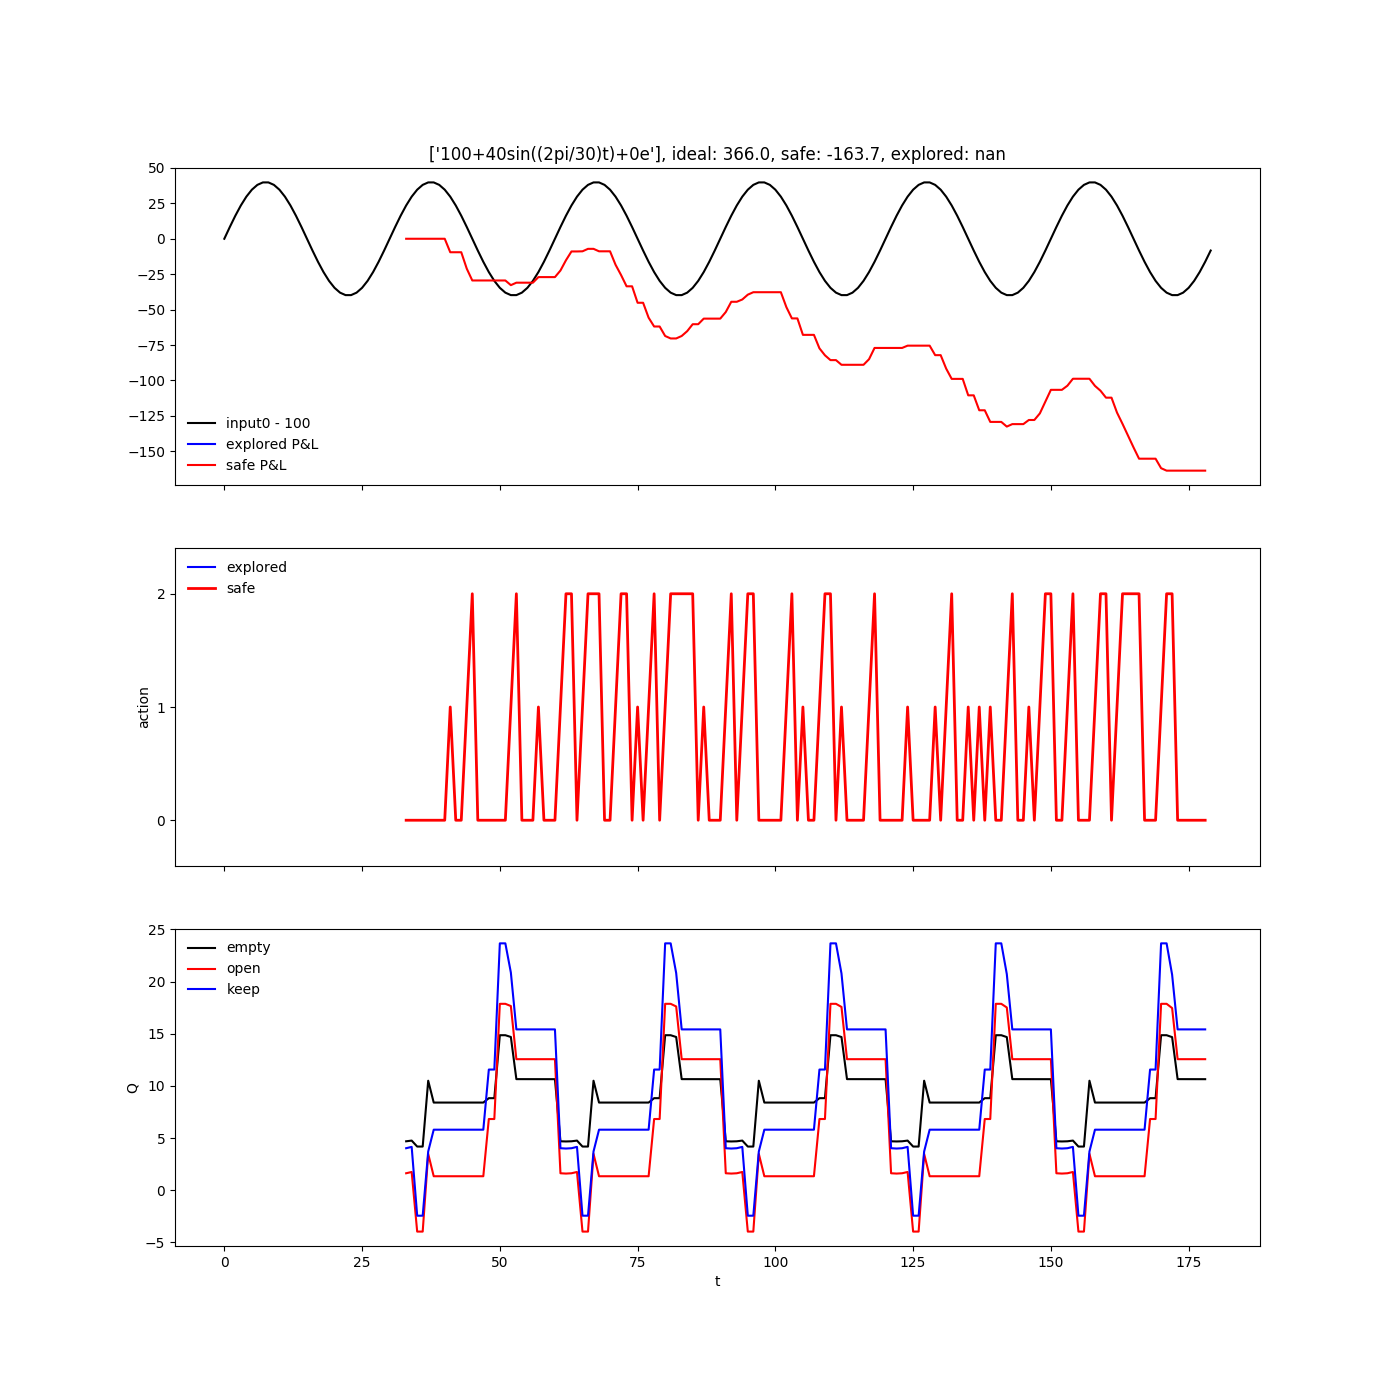 ['100+40sin((2pi/30)t)+0e'], ideal: 366.0, safe: -163.7, explored: nan
50
25
0
−25
−50
−75
−100
−125
−150
input0 - 100
explored P&L
safe P&L
explored
safe
2
1
0
action
empty
open
keep
25
20
15
10
5
0
−5
Q
0 25 50 75 100 125 150 175
t